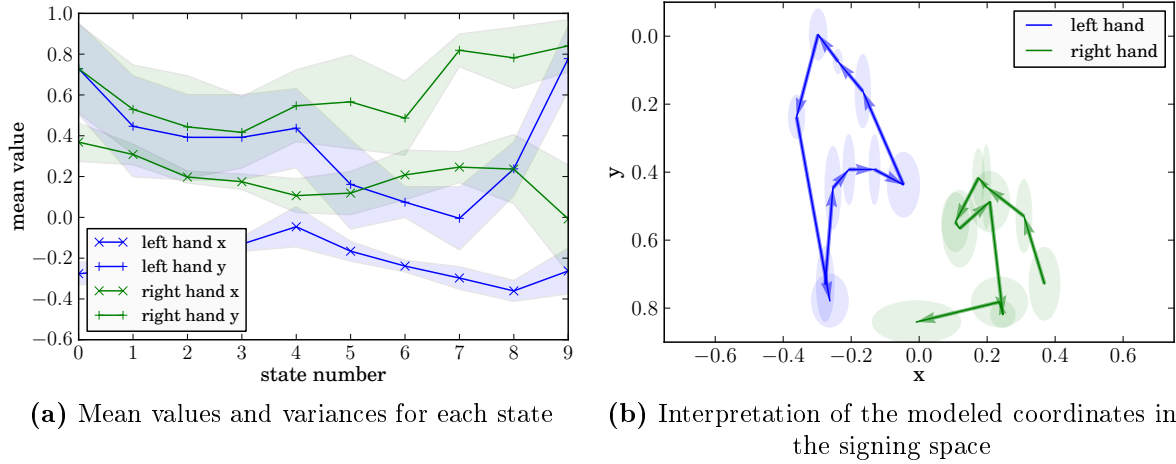 1.0
0.8
0.6
0.4
0.2
0.0
−0.2
−0.4
−0.6
mean value
left hand x
left hand y
right hand x
right hand y
0 1 2 3 4 5 6 7 8 9
state number
(a) Mean values and variances for each state
0.0
0.2
0.4
0.6
0.8
y
left hand
right hand
−0.6 −0.4 −0.2 0.0 0.2 0.4 0.6
x
(b) Interpretation of the modeled coordinates in
the signing space